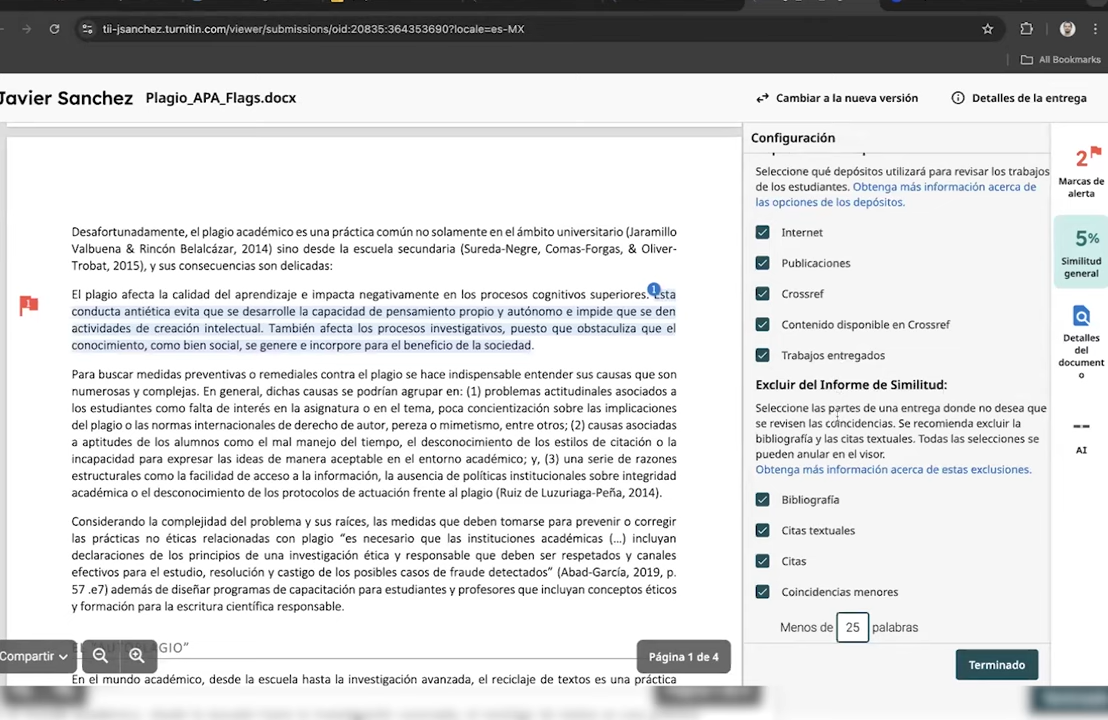 tii-jsanchez.turnitin.com/viewer/submissions/oid:20835:364353690?locale=es-MX
All Bookmarks
Javier Sanchez
Plagio_APA_Flags.docx
Cambiar a la nueva versión
Detalles de la entrega
Desafortunadamente, el plagio académico es una práctica común no solamente en el ámbito universitario (Jaramillo
Valbuena & Rincón Belalcázar, 2014) sino desde la escuela secundaria (Sureda-Negre, Comas-Forgas, & Oliver-
Trobat, 2015), y sus consecuencias son delicadas:
1
El plagio afecta la calidad del aprendizaje e impacta negativamente en los procesos cognitivos superiores. Esta
conducta antiética evita que se desarrolle la capacidad de pensamiento propio y autónomo e impide que se den
actividades de creación intelectual. También afecta los procesos investigativos, puesto que obstaculiza que el
conocimiento, como bien social, se genere e incorpore para el beneficio de la sociedad.
Para buscar medidas preventivas o remediales contra el plagio se hace indispensable entender sus causas que son
numerosas y complejas. En general, dichas causas se podrían agrupar en: (1) problemas actitudinales asociados a
los estudiantes como falta de interés en la asignatura o en el tema, poca concientización sobre las implicaciones
del plagio o las normas internacionales de derecho de autor, pereza o mimetismo, entre otros; (2) causas asociadas
a aptitudes de los alumnos como el mal manejo del tiempo, el desconocimiento de los estilos de citación o la
incapacidad para expresar las ideas de manera aceptable en el entorno académico; y, (3) una serie de razones
estructurales como la facilidad de acceso a la información, la ausencia de políticas institucionales sobre integridad
académica o el desconocimiento de los protocolos de actuación frente al plagio (Ruiz de Luzuriaga-Peña, 2014).
Considerando la complejidad del problema y sus raíces, las medidas que deben tomarse para prevenir o corregir
las prácticas no éticas relacionadas con plagio “es necesario que las instituciones académicas (...) incluyan
declaraciones de los principios de una investigación ética y responsable que deben ser respetados y canales
efectivos para el estudio, resolución y castigo de los posibles casos de fraude detectados” (Abad-García, 2019, p.
57 .e7) además de diseñar programas de capacitación para estudiantes y profesores que incluyan conceptos éticos
y formación para la escritura científica responsable.
En el mundo académico, desde la escuela hasta la investigación avanzada, el reciclaje de textos es una práctica
Compartir
Página 1 de 4
Configuración
Seleccione qué depósitos utilizará para revisar los trabajos
de los estudiantes. Obtenga más información acerca de
las opciones de los depósitos.
Internet
Publicaciones
Crossref
Contenido disponible en Crossref
Trabajos entregados
Excluir del Informe de Similitud:
Seleccione las partes de una entrega donde no desea que
se revisen las coincidencias. Se recomienda excluir la
bibliografía y las citas textuales. Todas las selecciones se
pueden anular en el visor.
Obtenga más información acerca de estas exclusiones.
Bibliografía
Citas textuales
Citas
Coincidencias menores
Menos de 25 palabras
Terminado
2
Marcas de
alerta
5%
Similitud
general
Detalles
del
document
o
--
AI